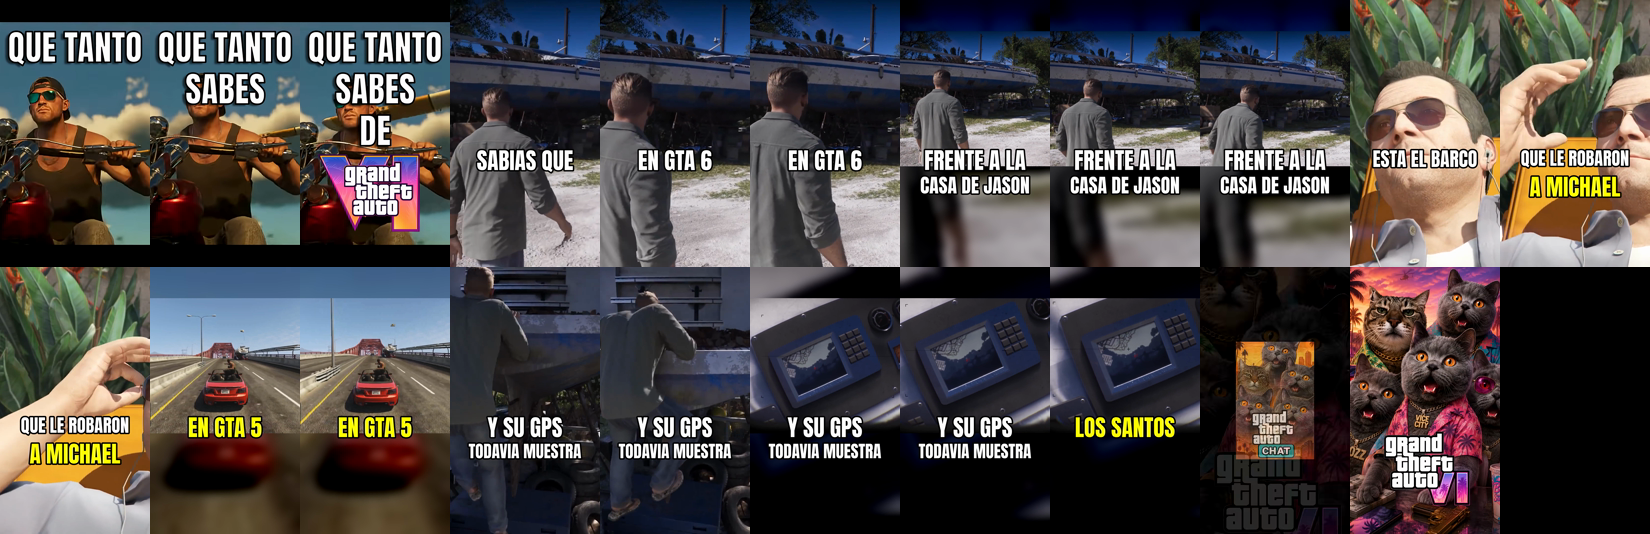 QUE TANTO
QUE TANTO
SABES
QUE TANTO
SABES
DE
grand
theft
auto
VI
SABIAS QUE
EN GTA 6
EN GTA 6
FRENTE A LA
CASA DE JASON
FRENTE A LA
CASA DE JASON
FRENTE A LA
CASA DE JASON
ESTA EL BARCO
QUE LE ROBARON
A MICHAEL
QUE LE ROBARON
A MICHAEL
EN GTA 5
EN GTA 5
Y SU GPS
TODAVIA MUESTRA
Y SU GPS
TODAVIA MUESTRA
Y SU GPS
TODAVIA MUESTRA
Y SU GPS
TODAVIA MUESTRA
LOS SANTOS
grand
theft
auto
CHAT
grand
theft
auto
VI
VICE
CITY
grand
theft
auto
VI